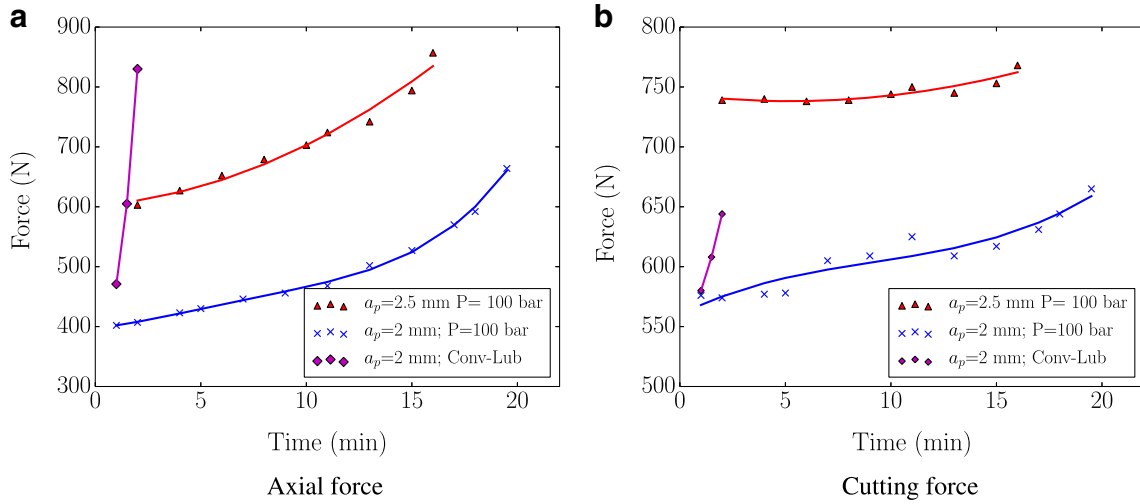 a
900
800
700
600
500
400
300
Force (N)
0 5 10 15 20
Time (min)
a_p=2.5 mm P= 100 bar
a_p=2 mm; P=100 bar
a_p=2 mm; Conv-Lub
Axial force
b
800
750
700
650
600
550
500
Force (N)
0 5 10 15 20
Time (min)
a_p=2.5 mm P= 100 bar
a_p=2 mm; P=100 bar
a_p=2 mm; Conv-Lub
Cutting force